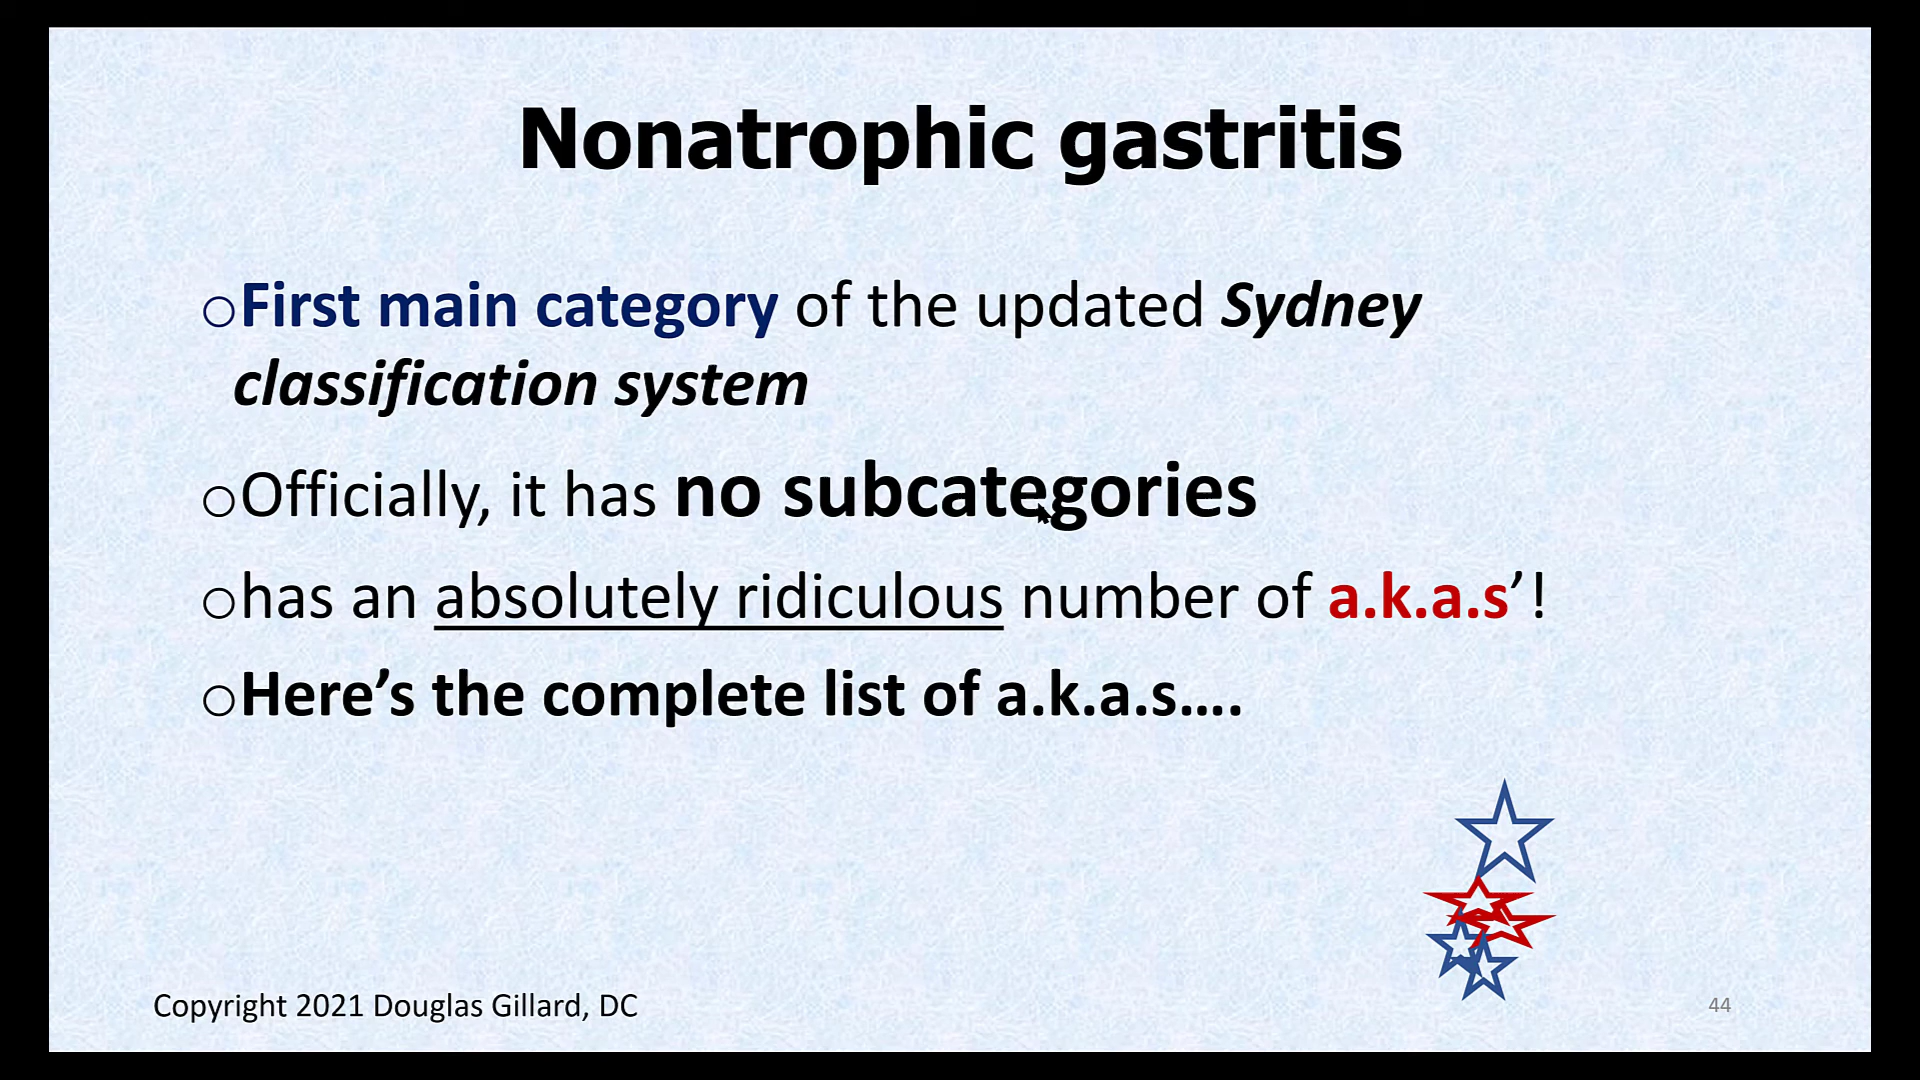 Nonatrophic gastritis
oFirst main category of the updated Sydney
classification system
oOfficially, it has no subcategories
ohas an absolutely ridiculous number of a.k.a.s’!
oHere’s the complete list of a.k.a.s….
Copyright 2021 Douglas Gillard, DC
44